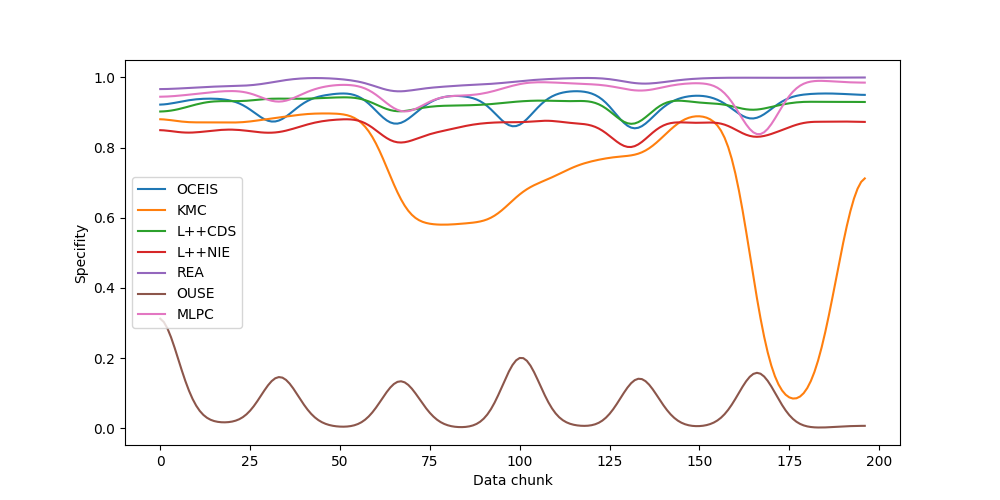 1.0
0.8
0.6
0.4
0.2
0.0
Specifity
OCEIS
KMC
L++CDS
L++NIE
REA
OUSE
MLPC
0 25 50 75 100 125 150 175 200
Data chunk